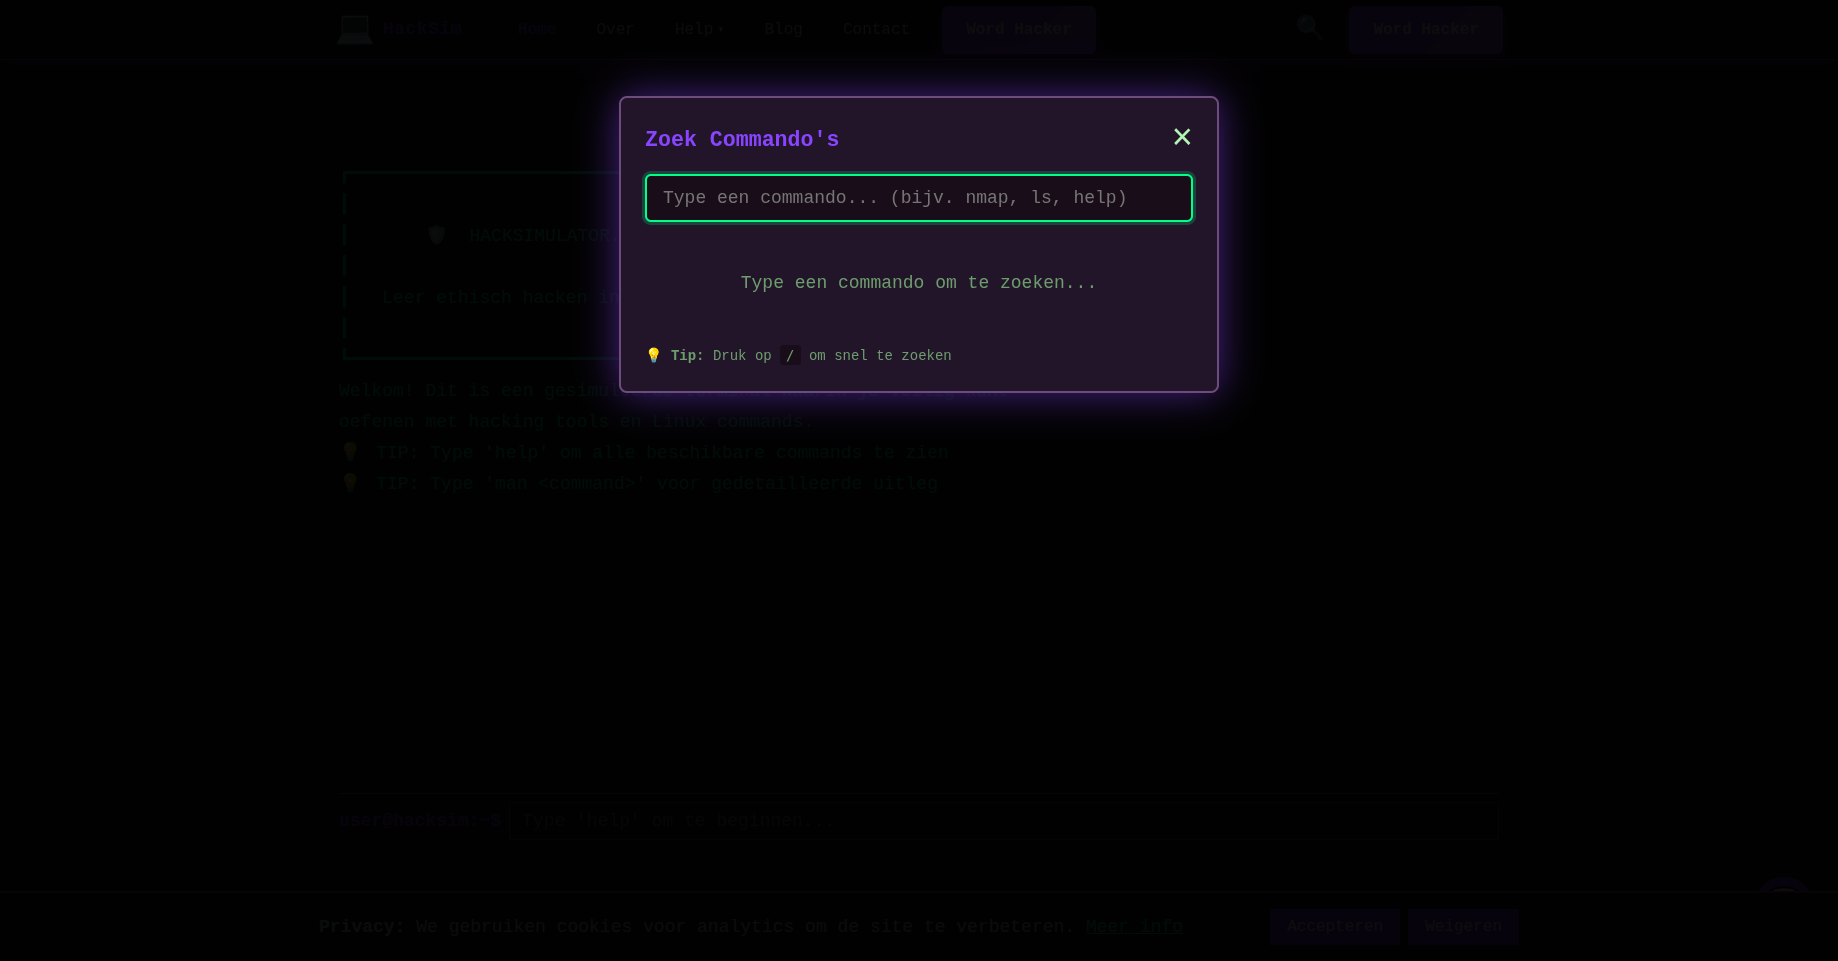 HackSim Home Over Help ▾ Blog Contact Word Hacker Word Hacker
Zoek Commando's ✕
Type een commando... (bijv. nmap, ls, help)
Type een commando om te zoeken...
💡 Tip: Druk op / om snel te zoeken
HACKSIMULATOR
Leer ethisch hacken in
Welkom! Dit is een
oefenen met hacking tools en Linux commands.
💡 TIP: Type 'help' om alle beschikbare commands te zien
💡 TIP: Type 'man <command>' voor gedetailleerde uitleg
user@hacksim:~$ Type 'help' om te beginnen...
Privacy: We gebruiken cookies voor analytics om de site te verbeteren. Meer info Accepteren Weigeren